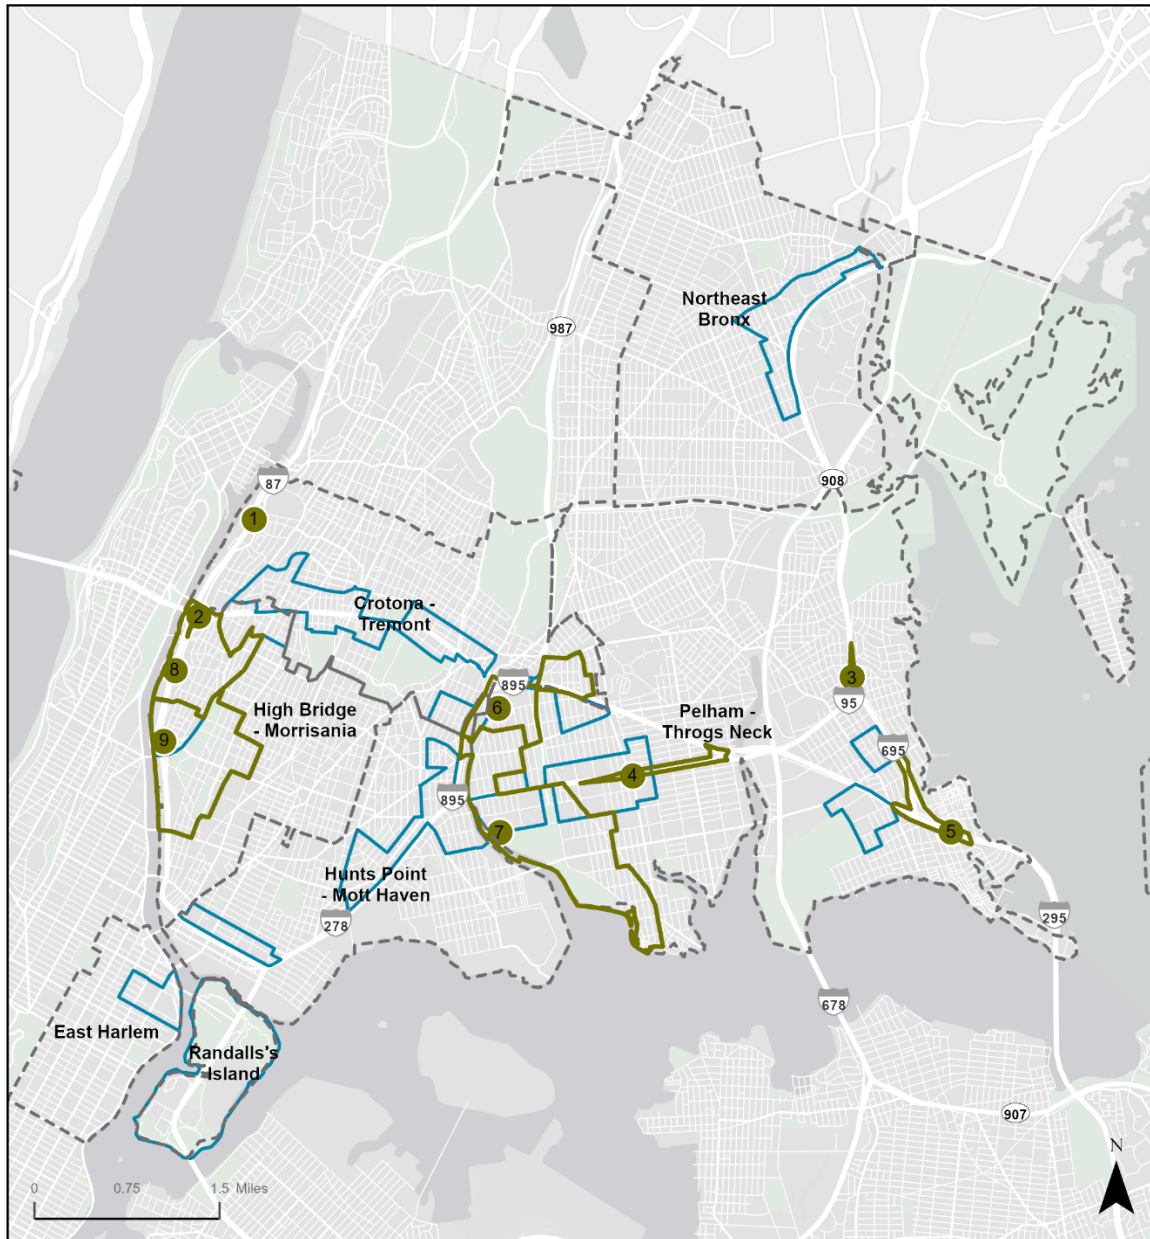 Northeast
Bronx
987
908
87
1
2
Crotona -
Tremont
8
High Bridge
- Morrisania
9
895
6
3
95
Pelham -
Throgs Neck
695
4
895
7
5
Hunts Point
- Mott Haven
278
295
678
East Harlem
Randalls's
Island
907
N
0 0.75 1.5 Miles